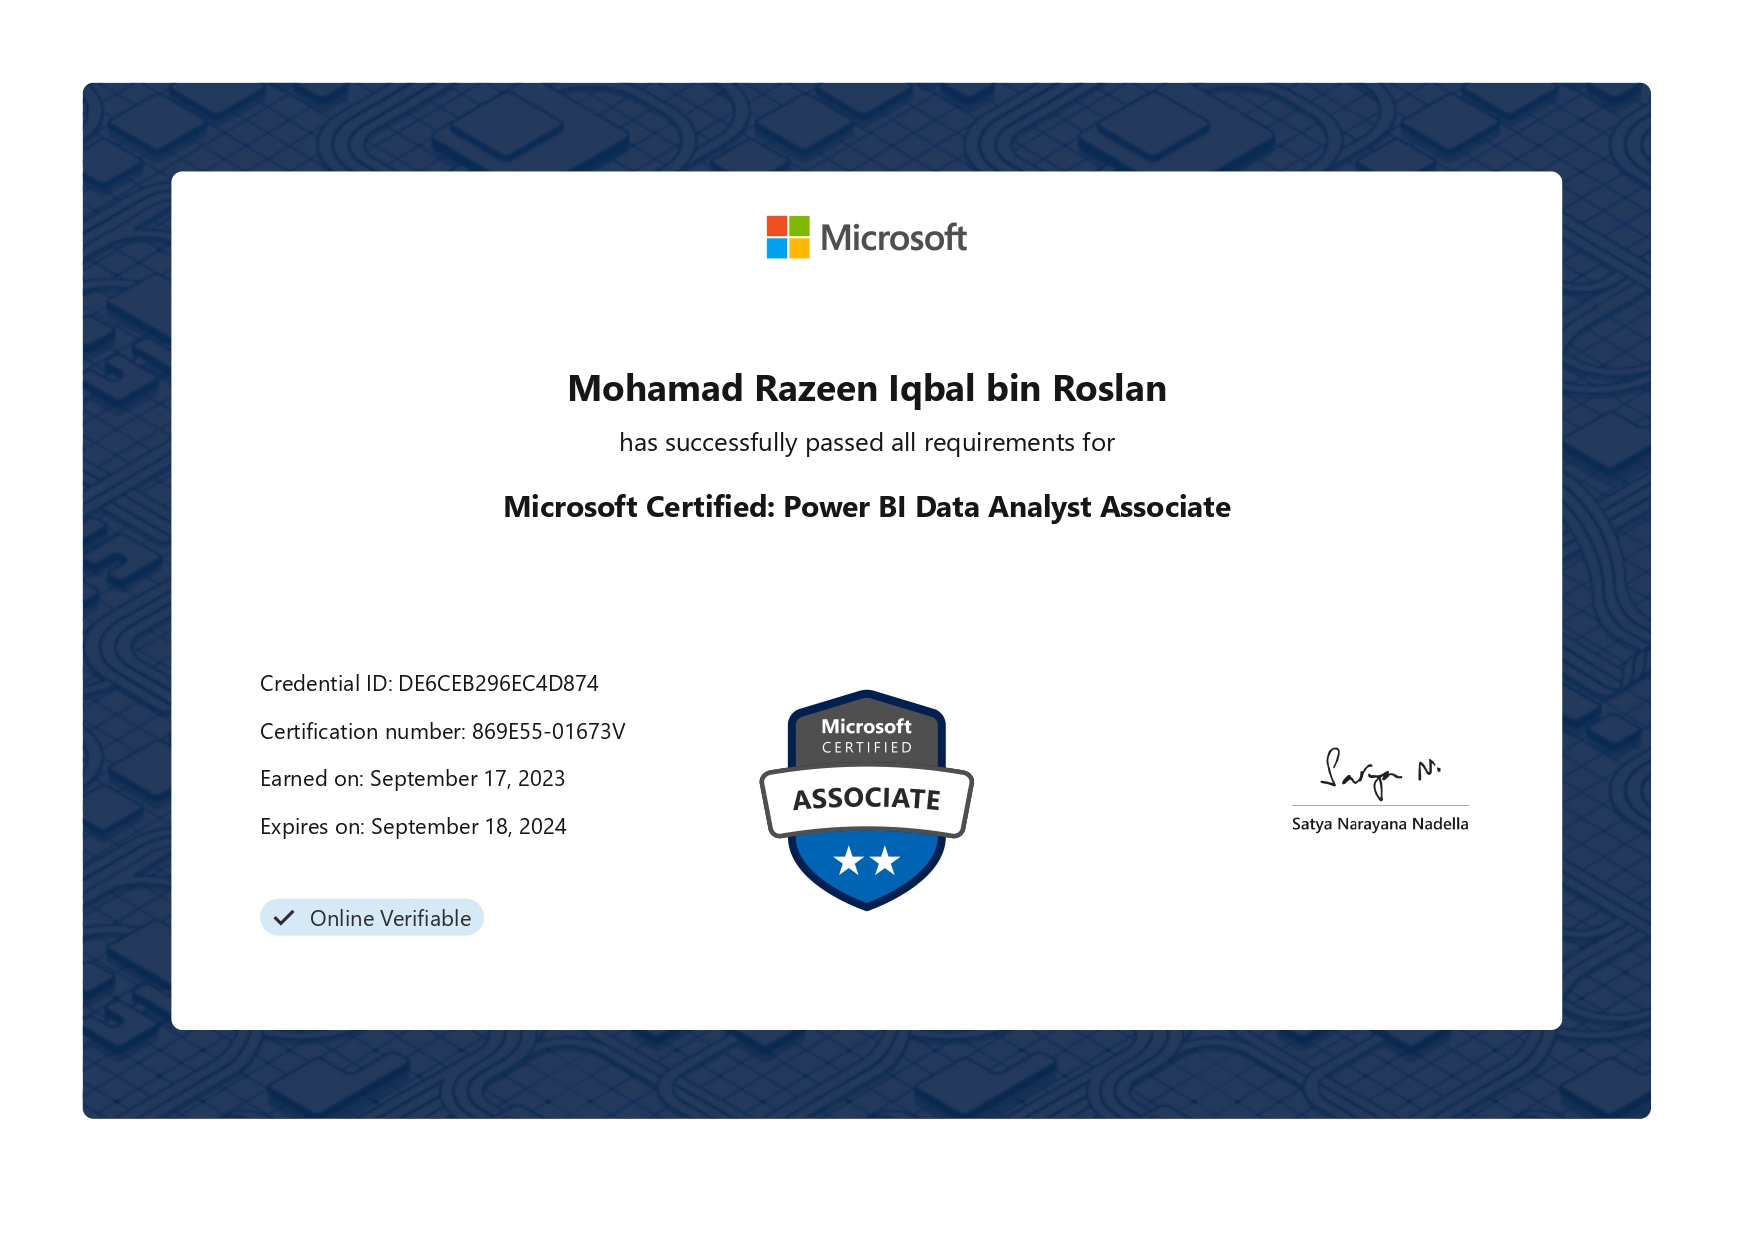 Microsoft
Mohamad Razeen Iqbal bin Roslan
has successfully passed all requirements for
Microsoft Certified: Power BI Data Analyst Associate
Credential ID: DE6CEB296EC4D874
Certification number: 869E55-01673V
Earned on: September 17, 2023
Expires on: September 18, 2024
Online Verifiable
Microsoft
CERTIFIED
ASSOCIATE
Satya N.
Satya Narayana Nadella